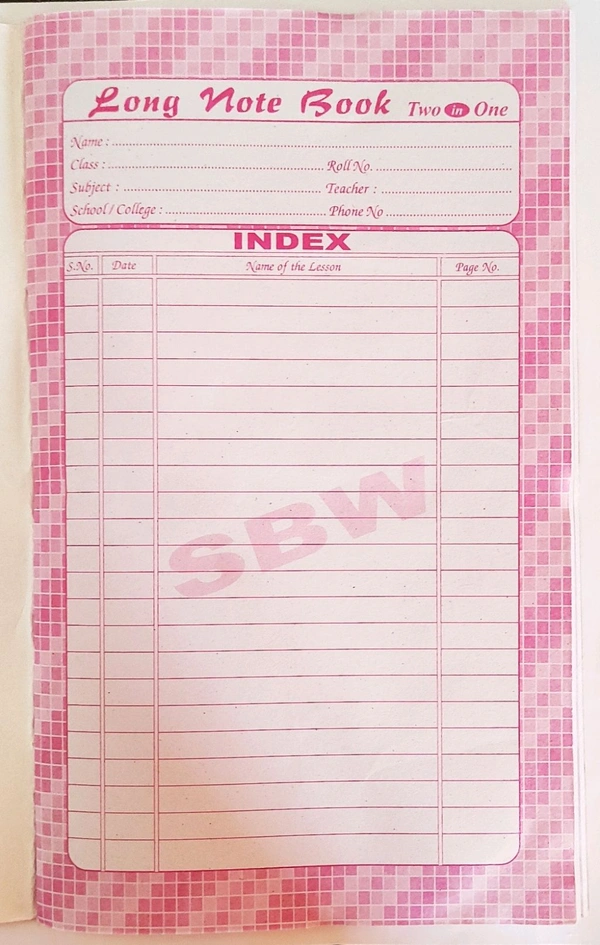 Long Note Book Two in One
Name :
Class : Roll No.
Subject : Teacher :
School / College : Phone No
INDEX
S.No. Date Name of the Lesson Page No.
SBW